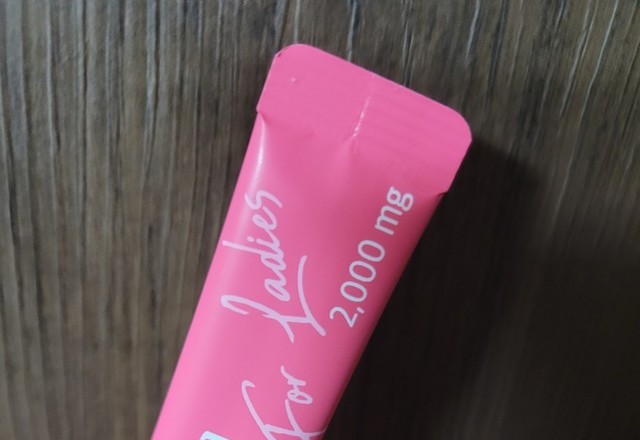 For Ladies
2,000 mg